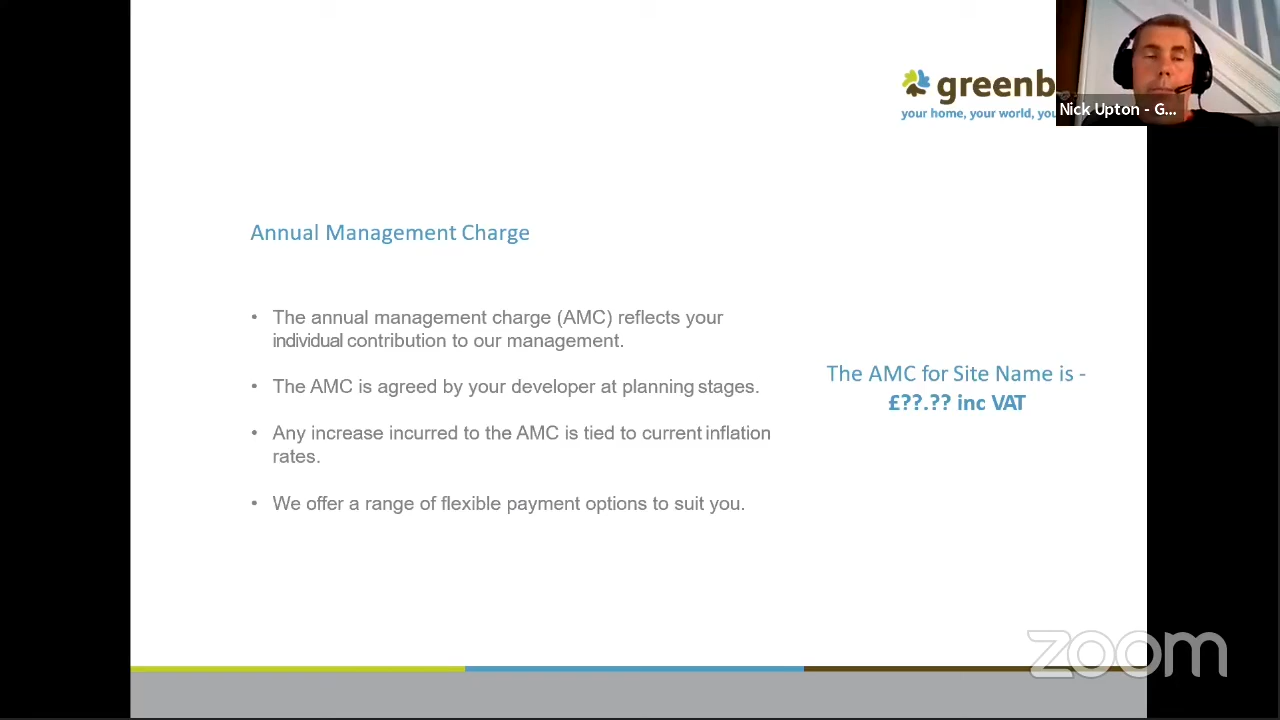 greenb
your home, your world, you
Nick Upton - G...
Annual Management Charge
• The annual management charge (AMC) reflects your
individual contribution to our management.
• The AMC is agreed by your developer at planning stages.
• Any increase incurred to the AMC is tied to current inflation
rates.
• We offer a range of flexible payment options to suit you.
The AMC for Site Name is -
£??.?? inc VAT
zoom